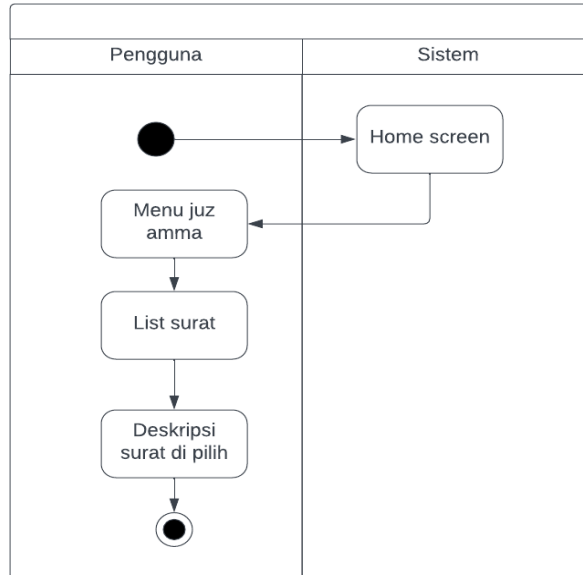 Pengguna
Sistem
Home screen
Menu juz
amma
List surat
Deskripsi
surat di pilih